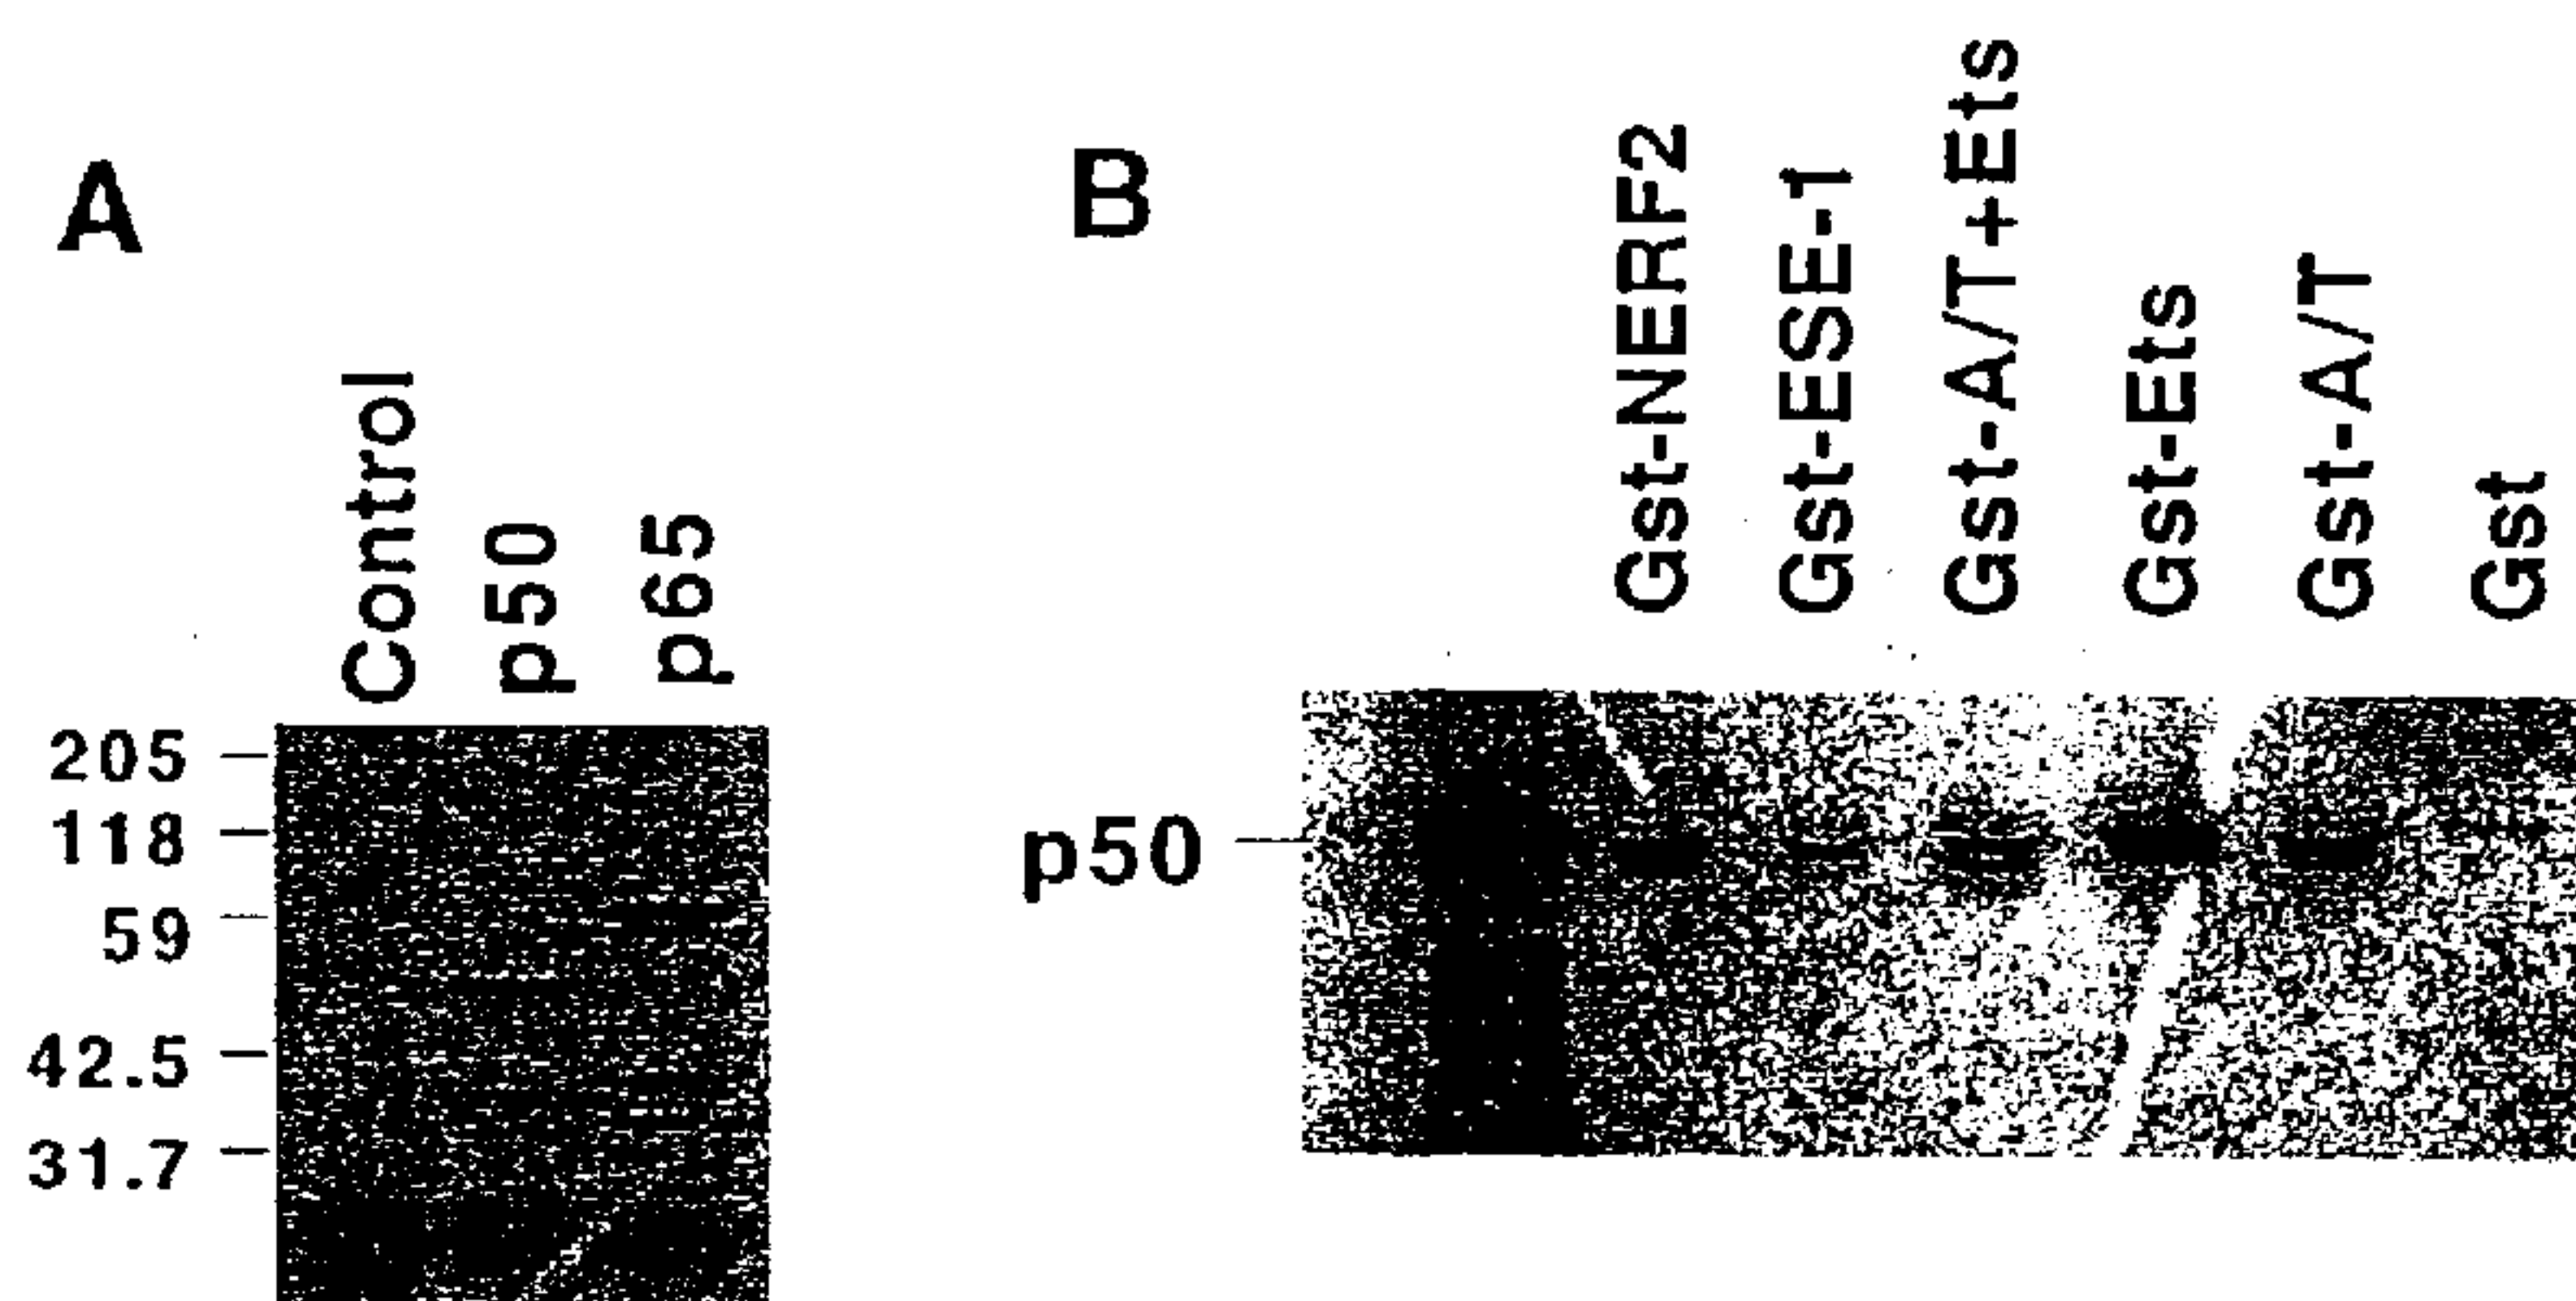 A
Control
p50
p65
205
118
59
42.5
31.7
B
Gst-NERF2
Gst-ESE-1
Gst-A/T+Ets
Gst-Ets
Gst-A/T
Gst
p50